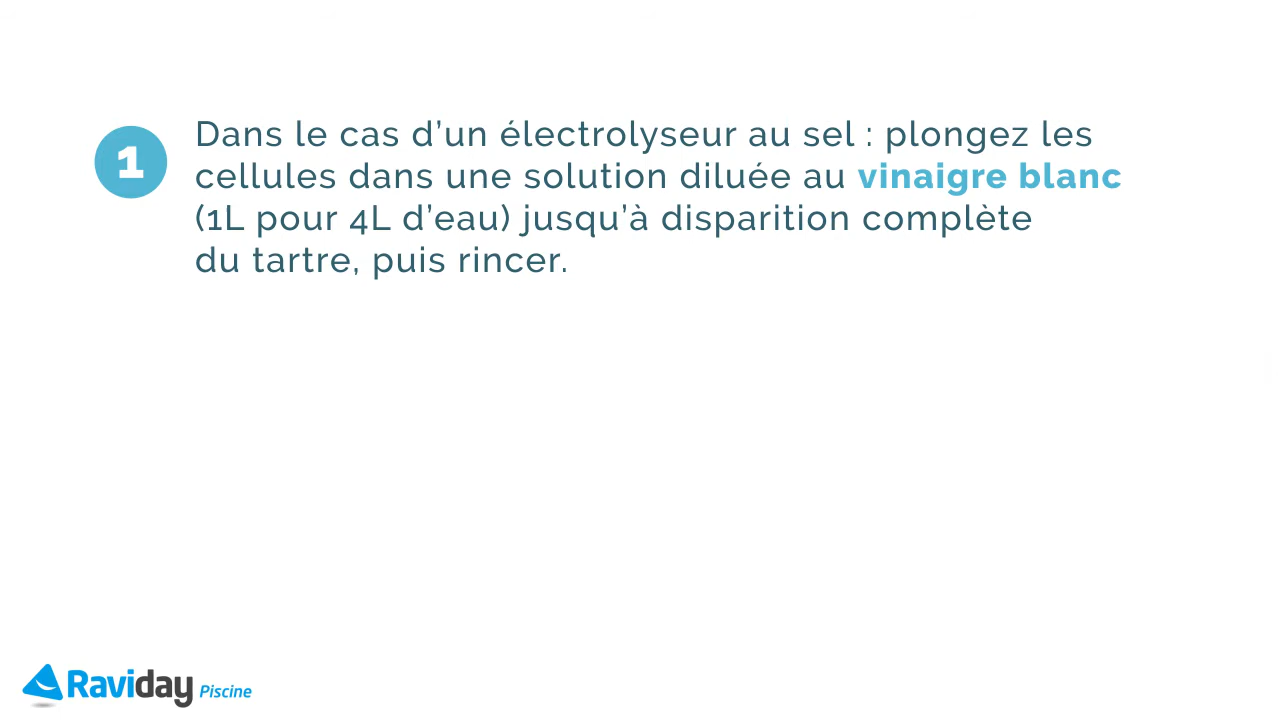 1
Dans le cas d’un électrolyseur au sel : plongez les
cellules dans une solution diluée au vinaigre blanc
(1L pour 4L d’eau) jusqu’à disparition complète
du tartre, puis rincer.
Raviday Piscine